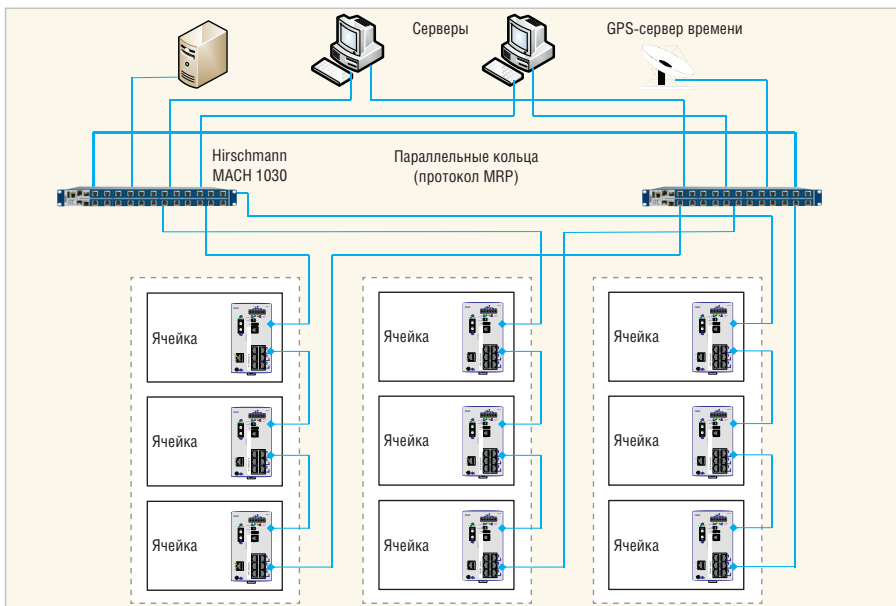 Серверы
GPS-сервер времени
Hirschmann
MACH 1030
Параллельные кольца
(протокол MRP)
Ячейка
Ячейка
Ячейка
Ячейка
Ячейка
Ячейка
Ячейка
Ячейка
Ячейка